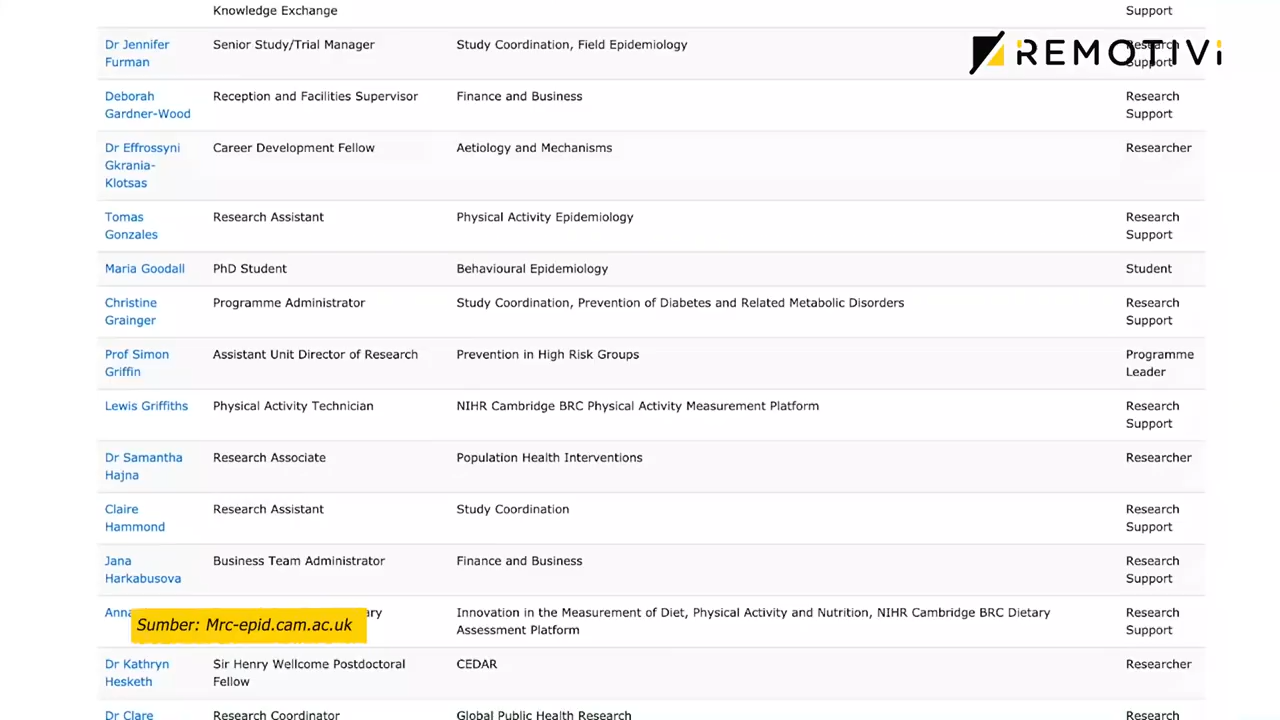 Knowledge Exchange Support
REMOTIVI
Dr Jennifer Senior Study/Trial Manager Study Coordination, Field Epidemiology Research
Furman Support
Deborah Reception and Facilities Supervisor Finance and Business Research
Gardner-Wood Support
Dr Effrossyni Career Development Fellow Aetiology and Mechanisms Researcher
Gkrania-
Klotsas
Tomas Research Assistant Physical Activity Epidemiology Research
Gonzales Support
Maria Goodall PhD Student Behavioural Epidemiology Student
Christine Programme Administrator Study Coordination, Prevention of Diabetes and Related Metabolic Disorders Research
Grainger Support
Prof Simon Assistant Unit Director of Research Prevention in High Risk Groups Programme
Griffin Leader
Lewis Griffiths Physical Activity Technician NIHR Cambridge BRC Physical Activity Measurement Platform Research
Support
Dr Samantha Research Associate Population Health Interventions Researcher
Hajna
Claire Research Assistant Study Coordination Research
Hammond Support
Jana Business Team Administrator Finance and Business Research
Harkabusova Support
Innovation in the Measurement of Diet, Physical Activity and Nutrition, NIHR Cambridge BRC Dietary Research
Assessment Platform Support
Sumber: Mrc-epid.cam.ac.uk
Dr Kathryn Sir Henry Wellcome Postdoctoral CEDAR Researcher
Hesketh Fellow
Dr Clare Research Coordinator Global Public Health Research Research